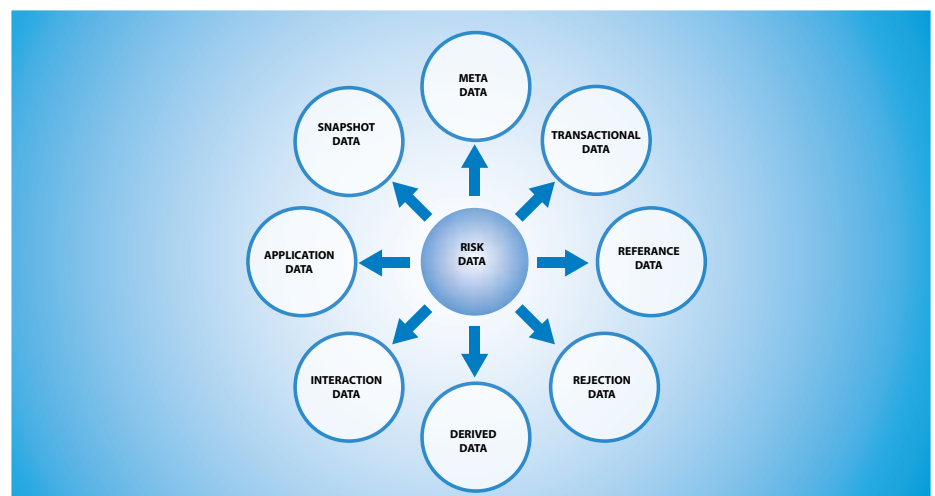 META
DATA
SNAPSHOT
DATA
TRANSACTIONAL
DATA
APPLICATION
DATA
RISK
DATA
REFERANCE
DATA
INTERACTION
DATA
REJECTION
DATA
DERIVED
DATA